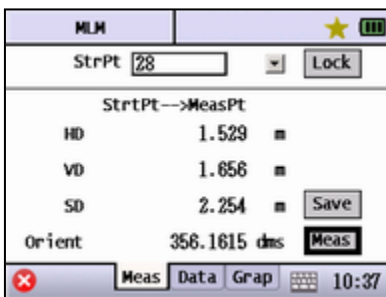 MLM
StrPt 28 Lock
StrtPt-->MeasPt
HD 1.529 m
VD 1.656 m
SD 2.254 m Save
Orient 356.1615 dms Meas
Meas Data Grap 10:37